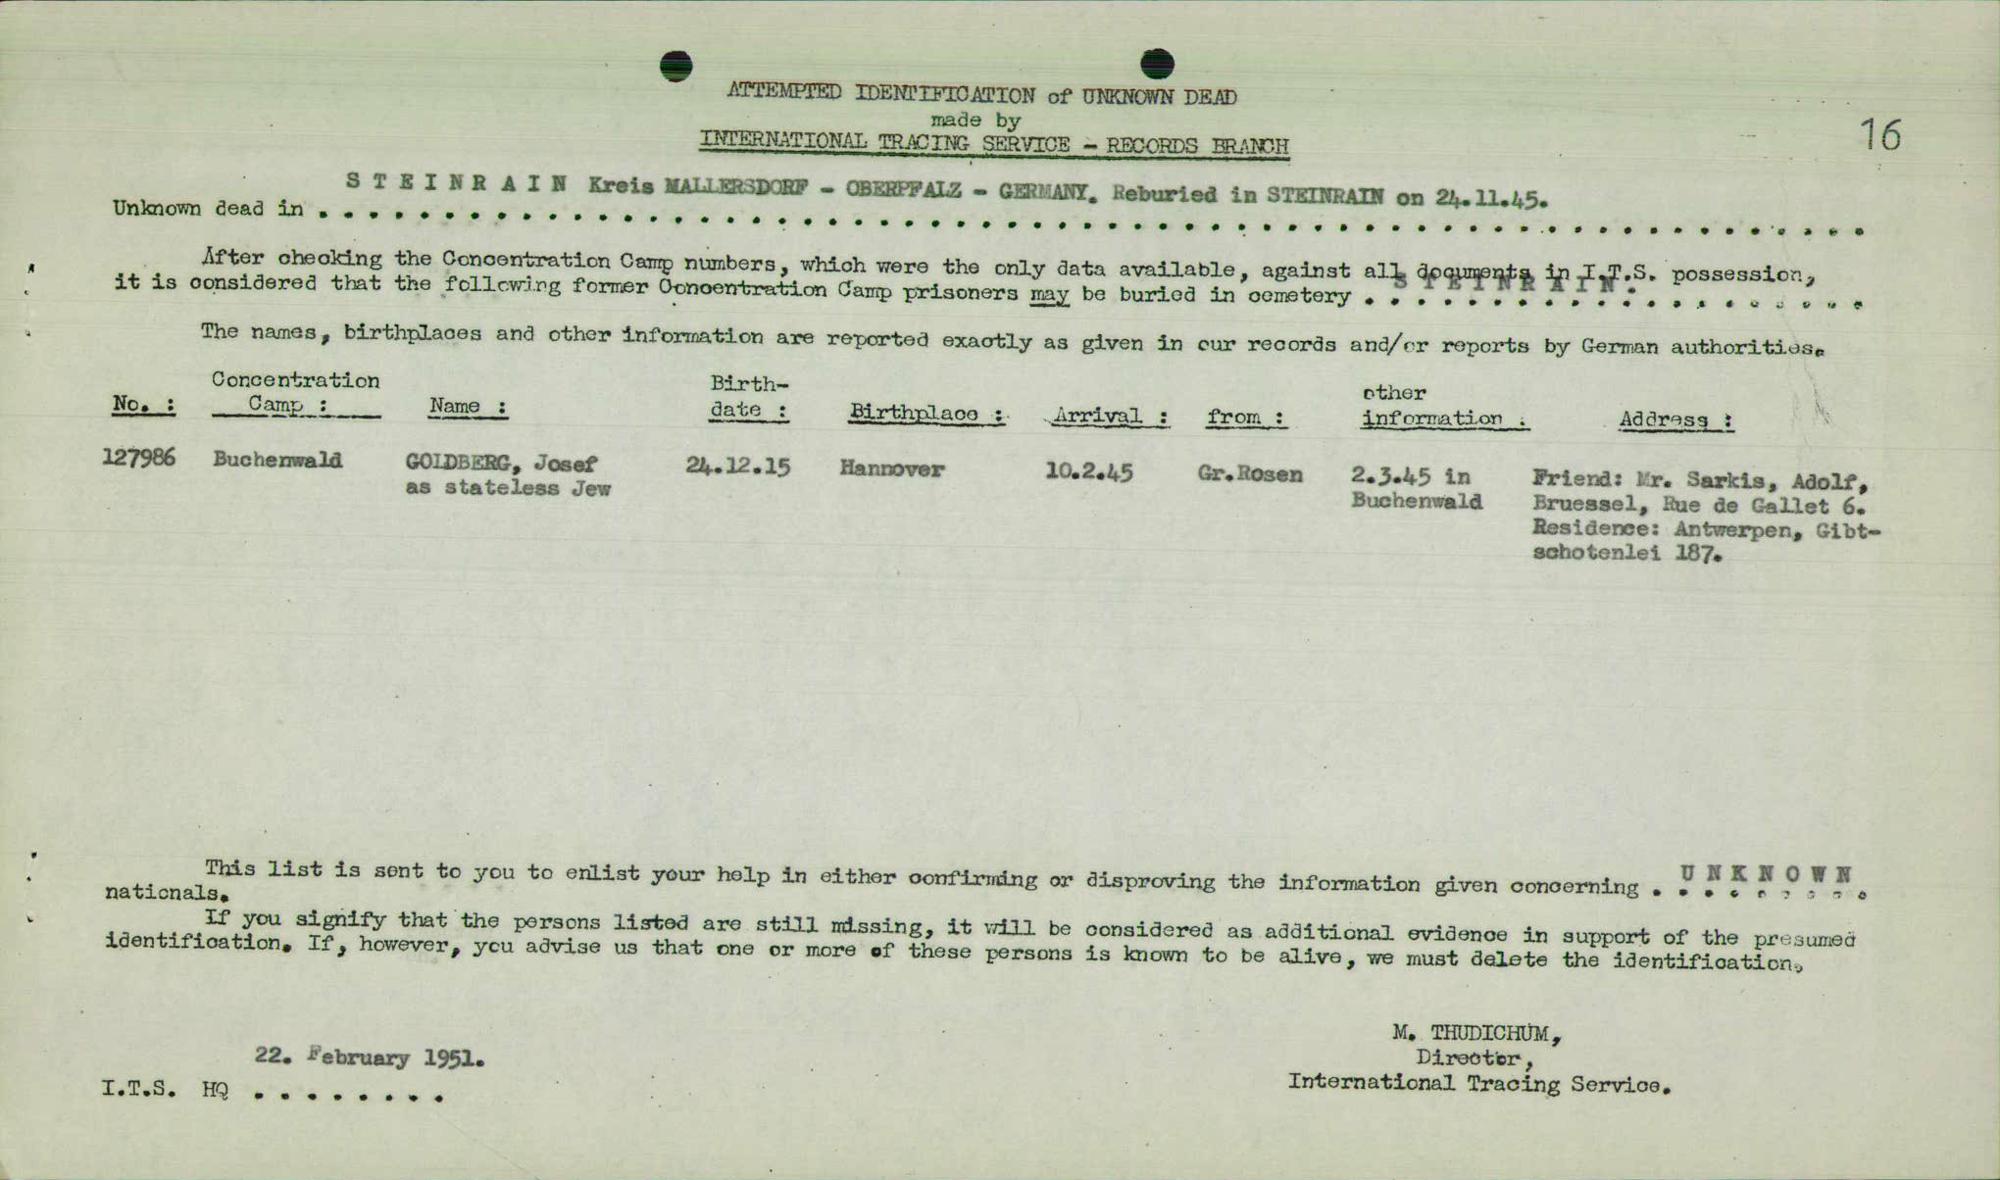 ATTEMPTED IDENTIFICATION of UNKNOWN DEAD
made by
INTERNATIONAL TRACING SERVICE - RECORDS BRANCH
16
S T E I N R A I N Kreis MALLERSDORF - OBERPFALZ - GERMANY. Reburied in STEINRAIN on 24.11.45.
Unknown dead in . . . . . . . . . . . . . . . . . . . . . . . . . . . . . . . . . . . . . . . . . . . . . . . . . . . . . . . . . . . .
After checking the Concentration Camp numbers, which were the only data available, against all documents in I.T.S. possession,
S T E I N R A I N.
it is considered that the following former Concentration Camp prisoners may be buried in cemetery . . . . . . . . . . . . . . . . . . . .
The names, birthplaces and other information are reported exactly as given in our records and/or reports by German authorities.
No. : Concentration Camp : Name : Birth-date : Birthplace : Arrival : from : other information : Address :
127986 Buchenwald GOLDBERG, Josef 24.12.15 Hannover 10.2.45 Gr.Rosen 2.3.45 in Friend: Mr. Sarkis, Adolf,
as stateless Jew Buchenwald Bruessel, Rue de Gallet 6.
Residence: Antwerpen, Gibt-
schotenlei 187.
This list is sent to you to enlist your help in either confirming or disproving the information given concerning . . . . . . . . .
U N K N O W N
nationals.
If you signify that the persons listed are still missing, it will be considered as additional evidence in support of the presumed
identification. If, however, you advise us that one or more of these persons is known to be alive, we must delete the identification.
M. THUDICHUM,
Director,
International Tracing Service.
22. February 1951.
I.T.S. HQ . . . . . . . .